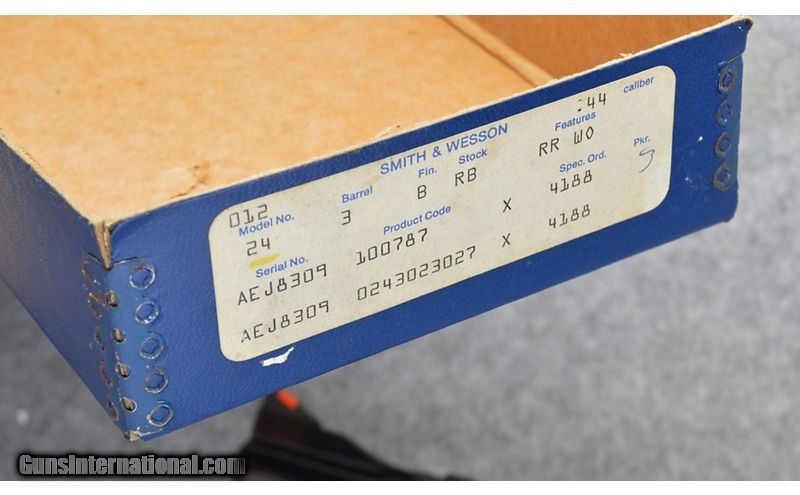 :44 caliber
SMITH & WESSON
012 Barrel Fin. Stock Features
Model No. 3 B RB RR WO
24 Product Code Spec. Ord. Pkr.
Serial No. 100787 X 4188 5
AEJ8309 0243023027 X 4188
AEJ8309
GunsInternational.com